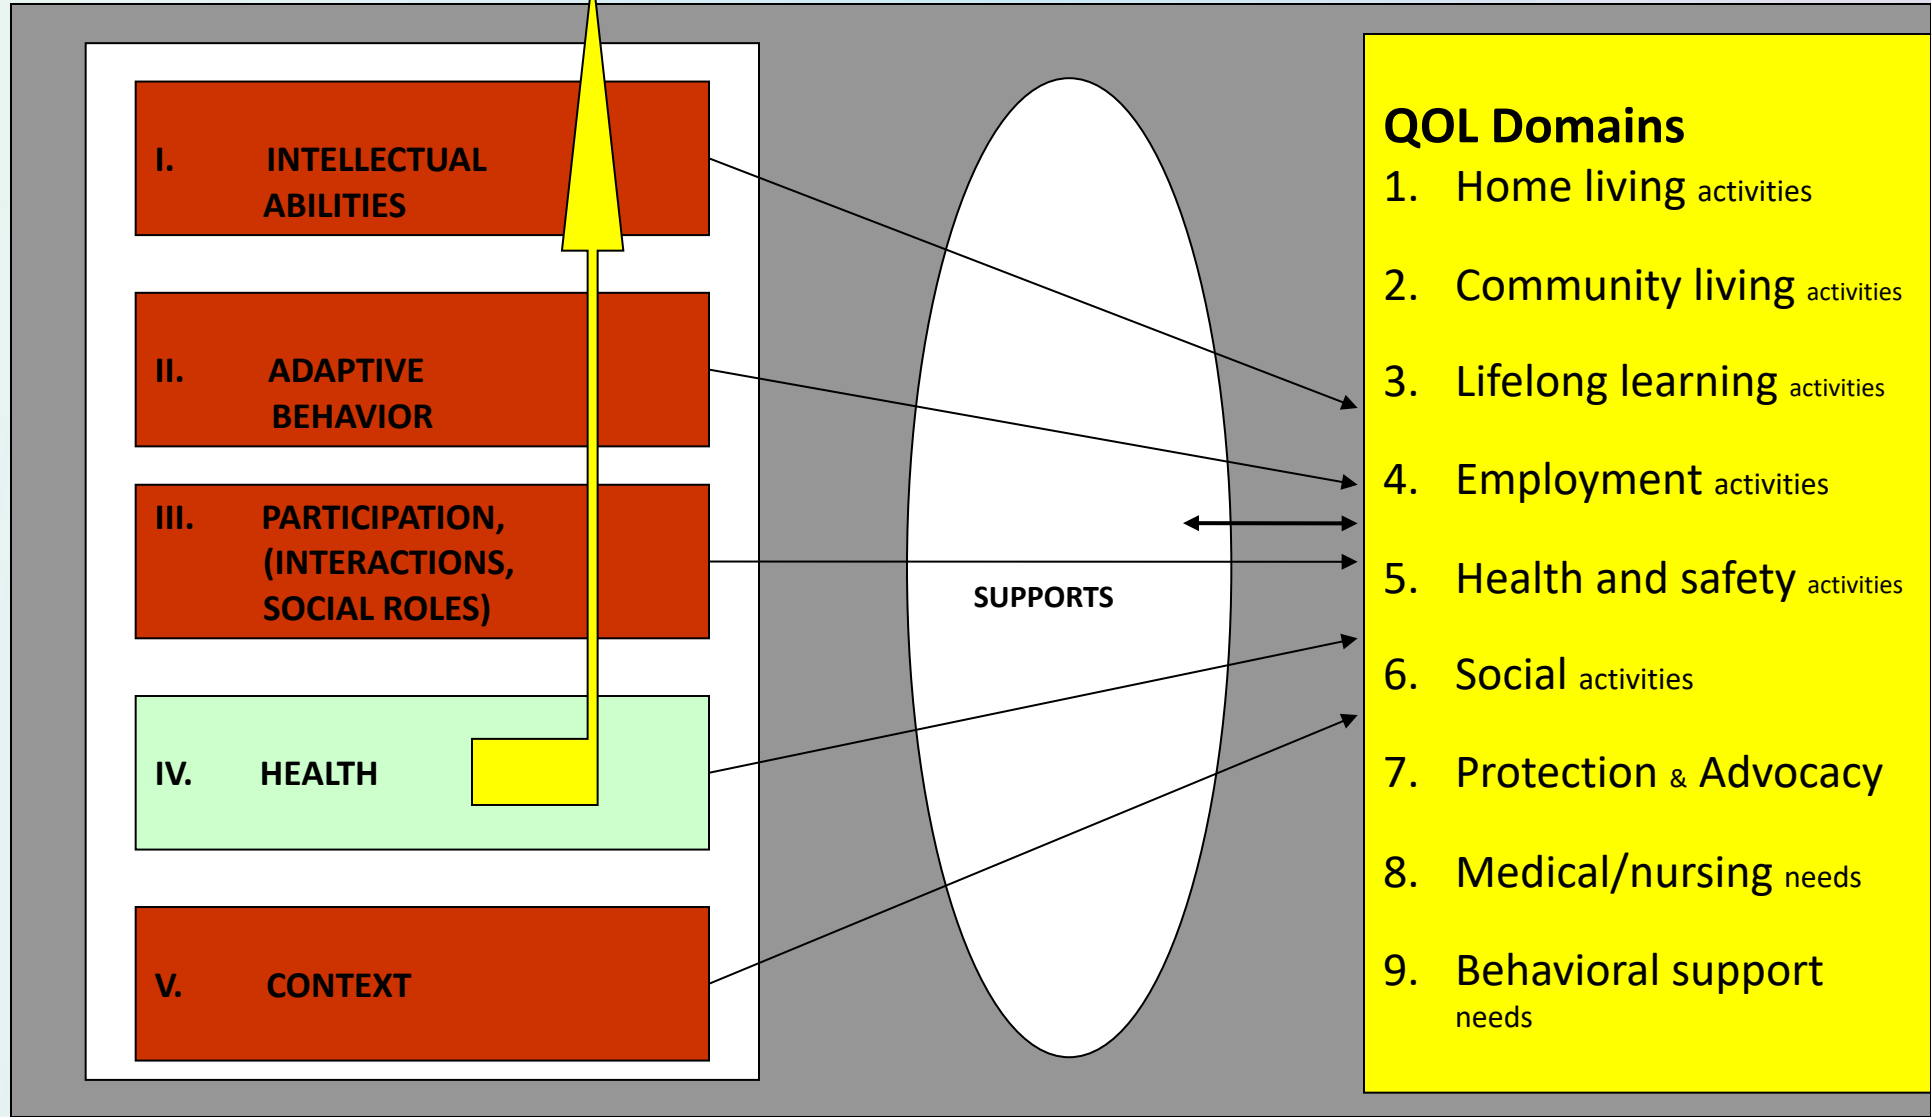 I. INTELLECTUAL
ABILITIES
II. ADAPTIVE
BEHAVIOR
III. PARTICIPATION,
(INTERACTIONS,
SOCIAL ROLES)
IV. HEALTH
V. CONTEXT
SUPPORTS
QOL Domains
1. Home living activities
2. Community living activities
3. Lifelong learning activities
4. Employment activities
5. Health and safety activities
6. Social activities
7. Protection & Advocacy
8. Medical/nursing needs
9. Behavioral support
needs